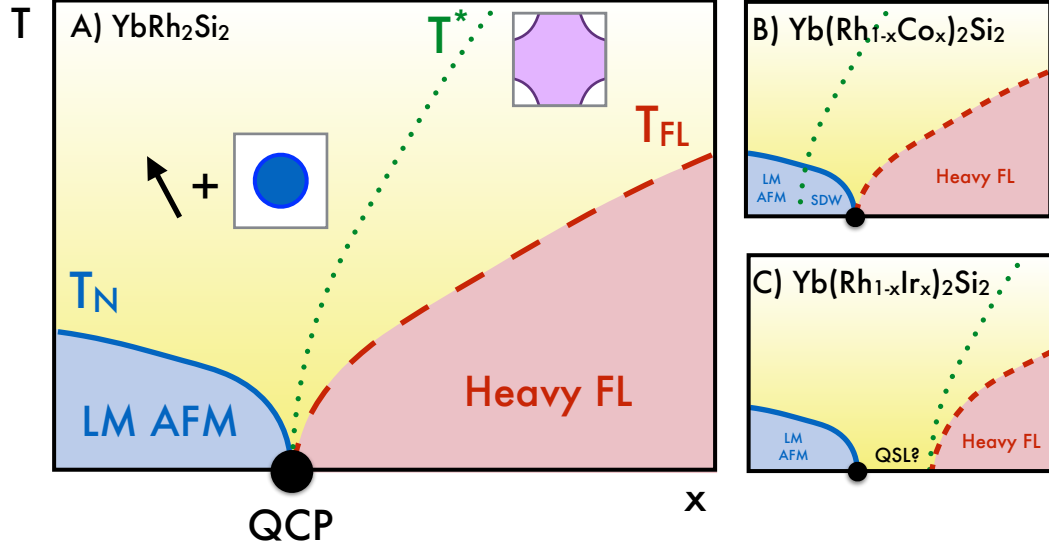 T
A) YbRh₂Si₂
T*
T_FL
+
T_N
LM AFM
Heavy FL
QCP
x
B) Yb(Rh₁₋ₓCoₓ)₂Si₂
LM
AFM
SDW
Heavy FL
C) Yb(Rh₁₋ₓIrₓ)₂Si₂
LM
AFM
QSL?
Heavy FL